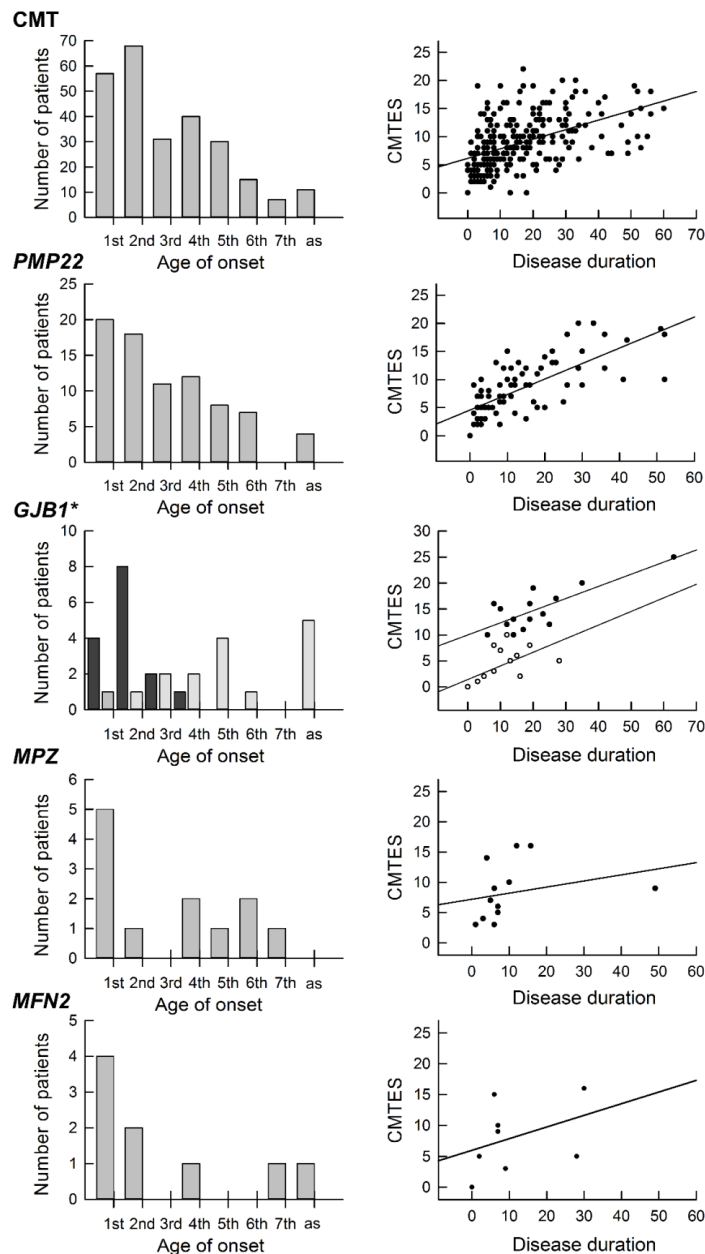 CMT
70
60
50
40
30
20
10
0
Number of patients
1st 2nd 3rd 4th 5th 6th 7th as
Age of onset
25
20
15
10
5
0
CMTES
0 10 20 30 40 50 60 70
Disease duration
PMP22
25
20
15
10
5
0
Number of patients
1st 2nd 3rd 4th 5th 6th 7th as
Age of onset
25
20
15
10
5
0
CMTES
0 10 20 30 40 50 60
Disease duration
GJB1*
10
8
6
4
2
0
Number of patients
1st 2nd 3rd 4th 5th 6th 7th as
Age of onset
30
25
20
15
10
5
0
CMTES
0 10 20 30 40 50 60 70
Disease duration
MPZ
6
5
4
3
2
1
0
Number of patients
1st 2nd 3rd 4th 5th 6th 7th as
Age of onset
25
20
15
10
5
0
CMTES
0 10 20 30 40 50 60
Disease duration
MFN2
5
4
3
2
1
0
Number of patients
1st 2nd 3rd 4th 5th 6th 7th as
Age of onset
25
20
15
10
5
0
CMTES
0 10 20 30 40 50 60
Disease duration